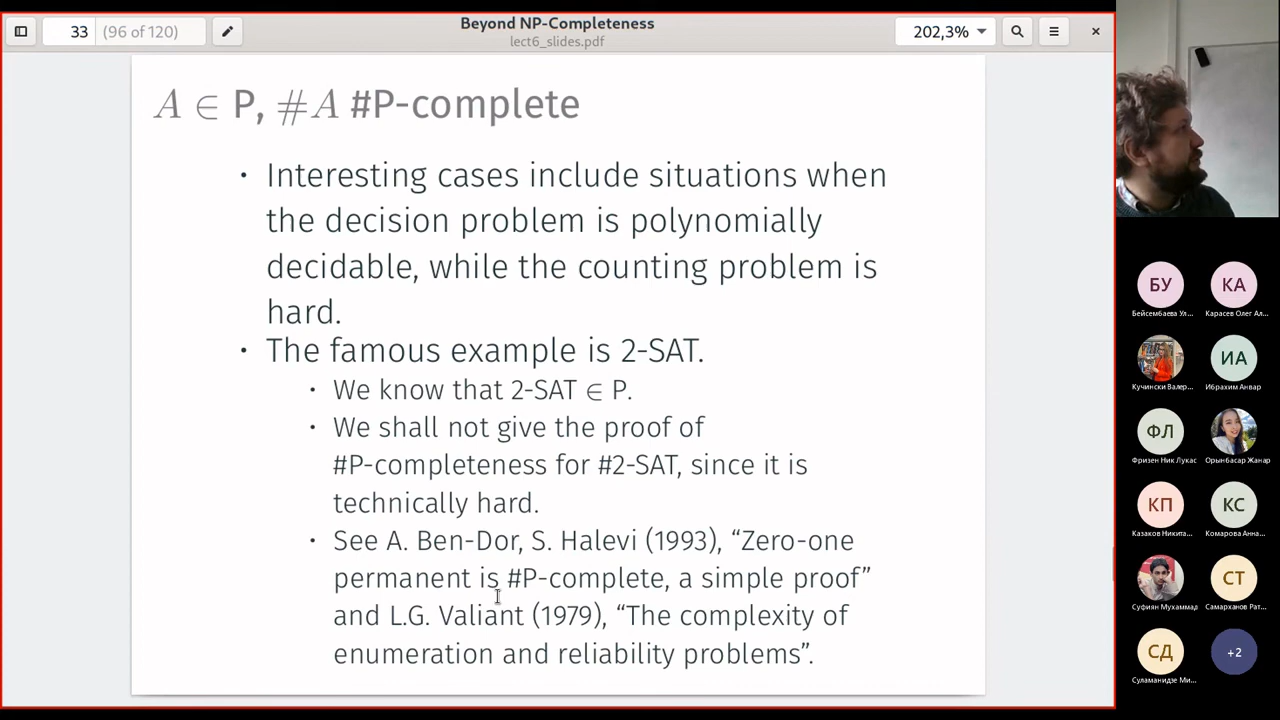 Beyond NP-Completeness
lect6_slides.pdf
33 (96 of 120)
202,3%
A ∈ P, #A #P-complete
• Interesting cases include situations when
the decision problem is polynomially
decidable, while the counting problem is
hard.
• The famous example is 2-SAT.
• We know that 2-SAT ∈ P.
• We shall not give the proof of
#P-completeness for #2-SAT, since it is
technically hard.
• See A. Ben-Dor, S. Halevi (1993), “Zero-one
permanent is #P-complete, a simple proof”
and L.G. Valiant (1979), “The complexity of
enumeration and reliability problems”.
БУ КА
Бейсембаева Ул... Карасев Олег Ал...
ИА
Кучински Валер... Ибрахим Анвар
ФЛ
Фризен Ник Лукас Орынбасар Жанар
КП КС
Казаков Никита... Комарова Анна...
СТ
Суфиян Мухаммад Самарханов Рат...
СД +2
Суламанидзе Ми...